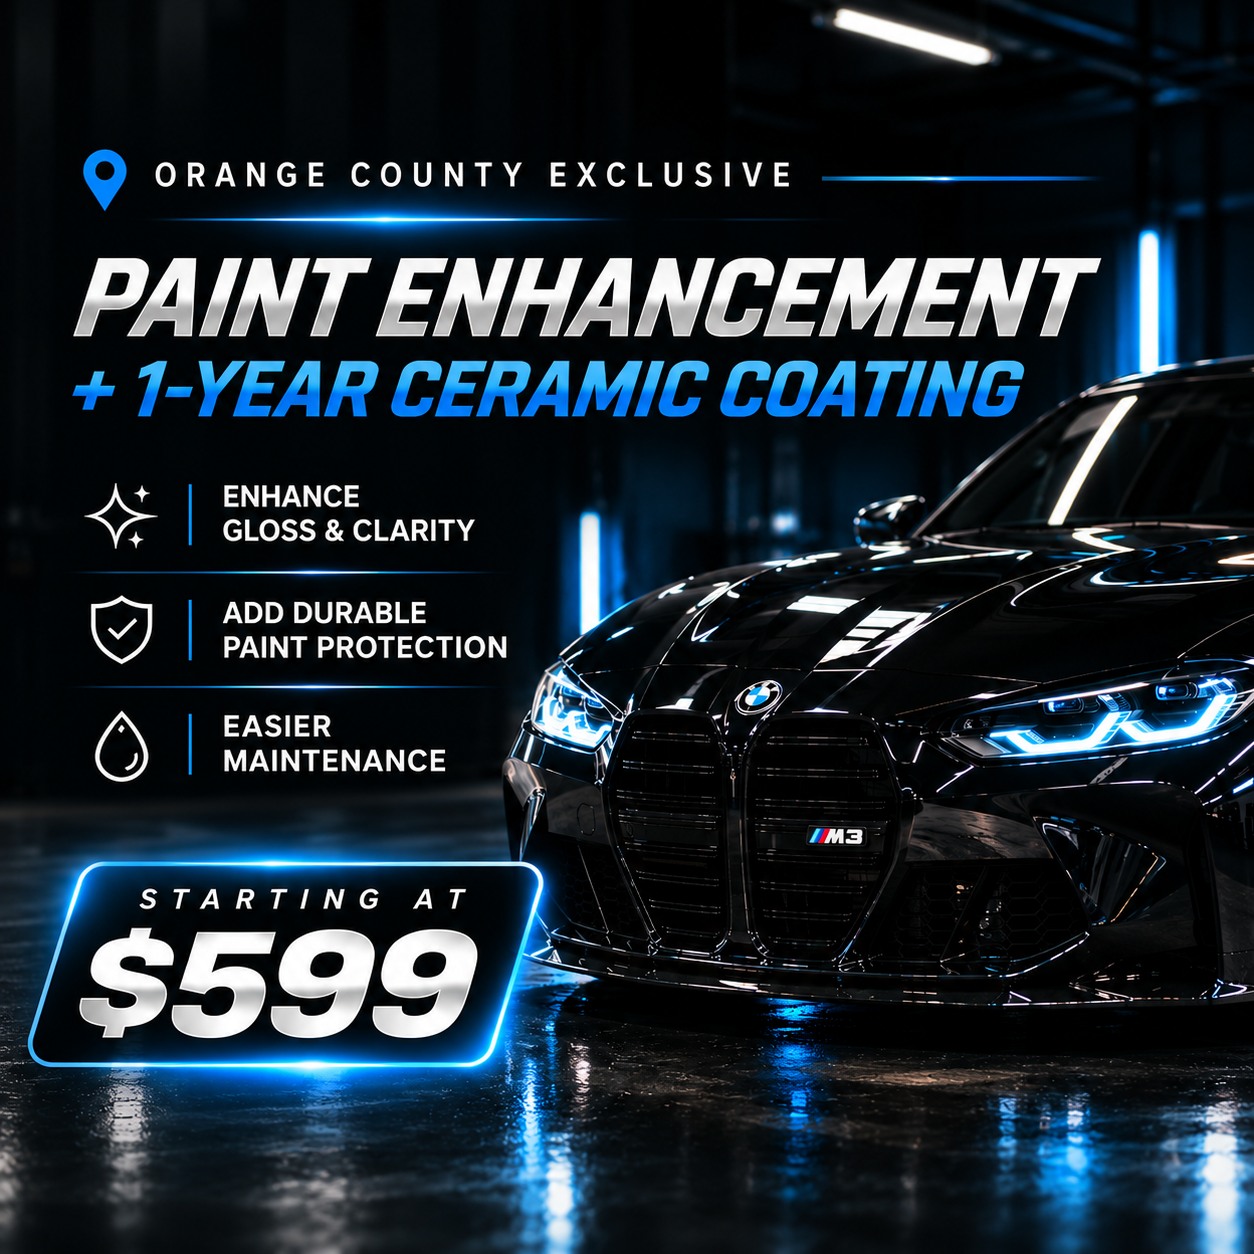 ORANGE COUNTY EXCLUSIVE
PAINT ENHANCEMENT
+ 1-YEAR CERAMIC COATING
ENHANCE
GLOSS & CLARITY
ADD DURABLE
PAINT PROTECTION
EASIER
MAINTENANCE
STARTING AT
$599
M3